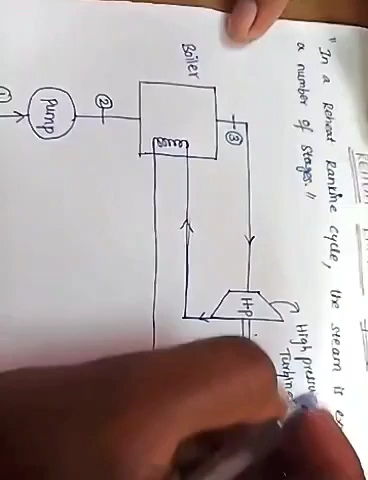 "In a Reheat Rankine cycle, the steam is
a number of stages."
Boiler
③
②
Pump
①
H·P
High
Turbine